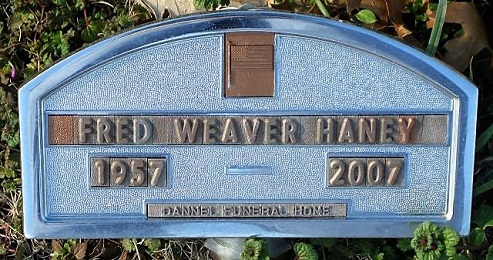 FRED WEAVER HANEY
1957 — 2007
DANNEL FUNERAL HOME